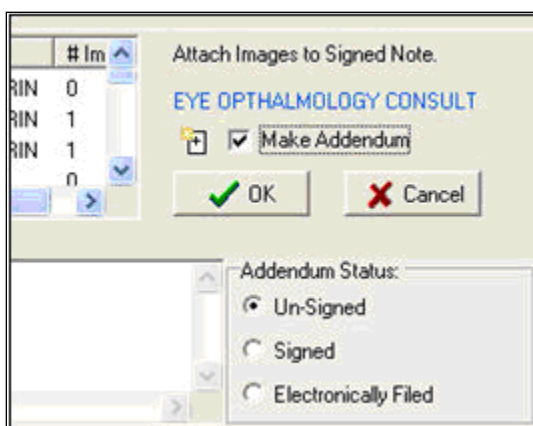 # Im
Attach Images to Signed Note.
RIN 0
EYE OPTHALMOLOGY CONSULT
RIN 1
RIN 1
Make Addendum
0
OK Cancel
Addendum Status:
Un-Signed
Signed
Electronically Filed